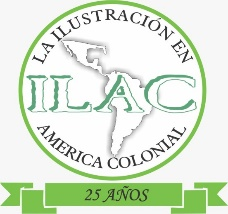 LA ILUSTRACIÓN EN
ILAC
AMERICA COLONIAL
25 AÑOS